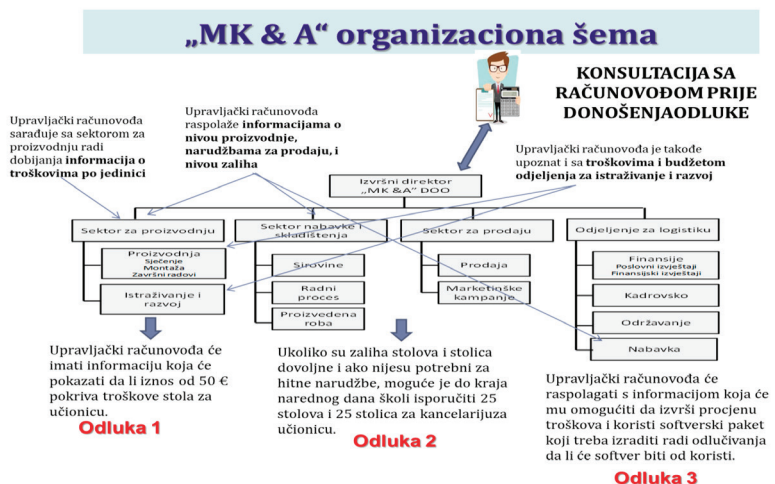 „MK & A“ organizaciona šema
KONSULTACIJA SA
RAČUNOVOĐOM PRIJE
DONOŠENJAODLUKE
Upravljački računovođa
sarađuje sa sektorom za
proizvodnju radi
dobijanja informacija o
troškovima po jedinici
Upravljački računovođa
raspolaže informacijama o
nivou proizvodnje,
narudžbama za prodaju, i
nivou zaliha
Upravljački računovođa je takođe
upoznat i sa troškovima i budžetom
odjeljenja za istraživanje i razvoj
Izvršni direktor
„MK &A“ DOO
Sektor za proizvodnju
Sektor nabavke i
skladištenja
Sektor za prodaju
Odjeljenje za logistiku
Proizvodnja
Sječenje
Montaža
Završni radovi
Istraživanje i
razvoj
Sirovine
Radni
proces
Proizvedena
roba
Prodaja
Marketinške
kampanje
Finansije
Poslovni izvještaji
Finansijski izvještaji
Kadrovsko
Održavanje
Nabavka
Upravljački računovođa će
imati informaciju koja će
pokazati da li iznos od 50 €
pokriva troškove stola za
učionicu.
Odluka 1
Ukoliko su zaliha stolova i stolica
dovoljne i ako nijesu potrebni za
hitne narudžbe, moguće je do kraja
narednog dana školi isporučiti 25
stolova i 25 stolica za kancelarijuza
učionicu.
Odluka 2
Upravljački računovođa će
raspolagati s informacijom koja će
mu omogućiti da izvrši procjenu
troškova i koristi softverski paket
koji treba izraditi radi odlučivanja
da li će softver biti od koristi.
Odluka 3